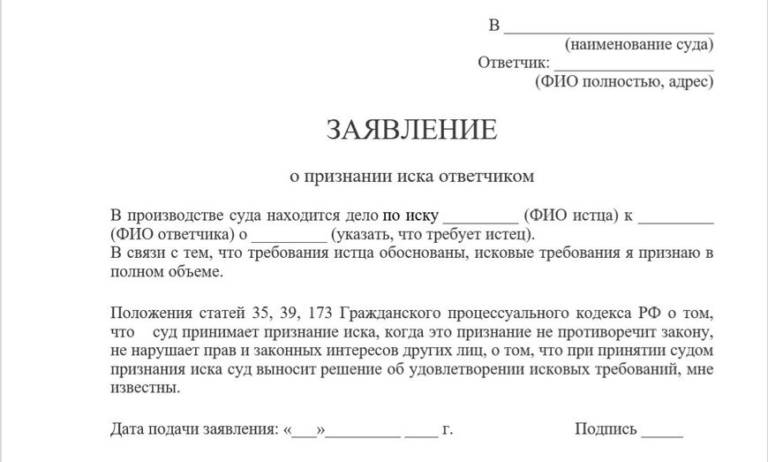 В _________________________
(наименование суда)
Ответчик: ___________________
(ФИО полностью, адрес)
ЗАЯВЛЕНИЕ
о признании иска ответчиком
В производстве суда находится дело по иску _________ (ФИО истца) к _________
(ФИО ответчика) о _________ (указать, что требует истец).
В связи с тем, что требования истца обоснованы, исковые требования я признаю в
полном объеме.
Положения статей 35, 39, 173 Гражданского процессуального кодекса РФ о том,
что суд принимает признание иска, когда это признание не противоречит закону,
не нарушает прав и законных интересов других лиц, о том, что при принятии судом
признания иска суд выносит решение об удовлетворении исковых требований, мне
известны.
Дата подачи заявления: «___»_________ ____ г. Подпись _____